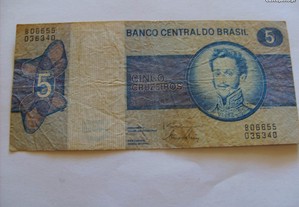 B06655
036340
BANCO CENTRAL DO BRASIL
5
5
CINCO
CRUZEIROS
B06655
036340